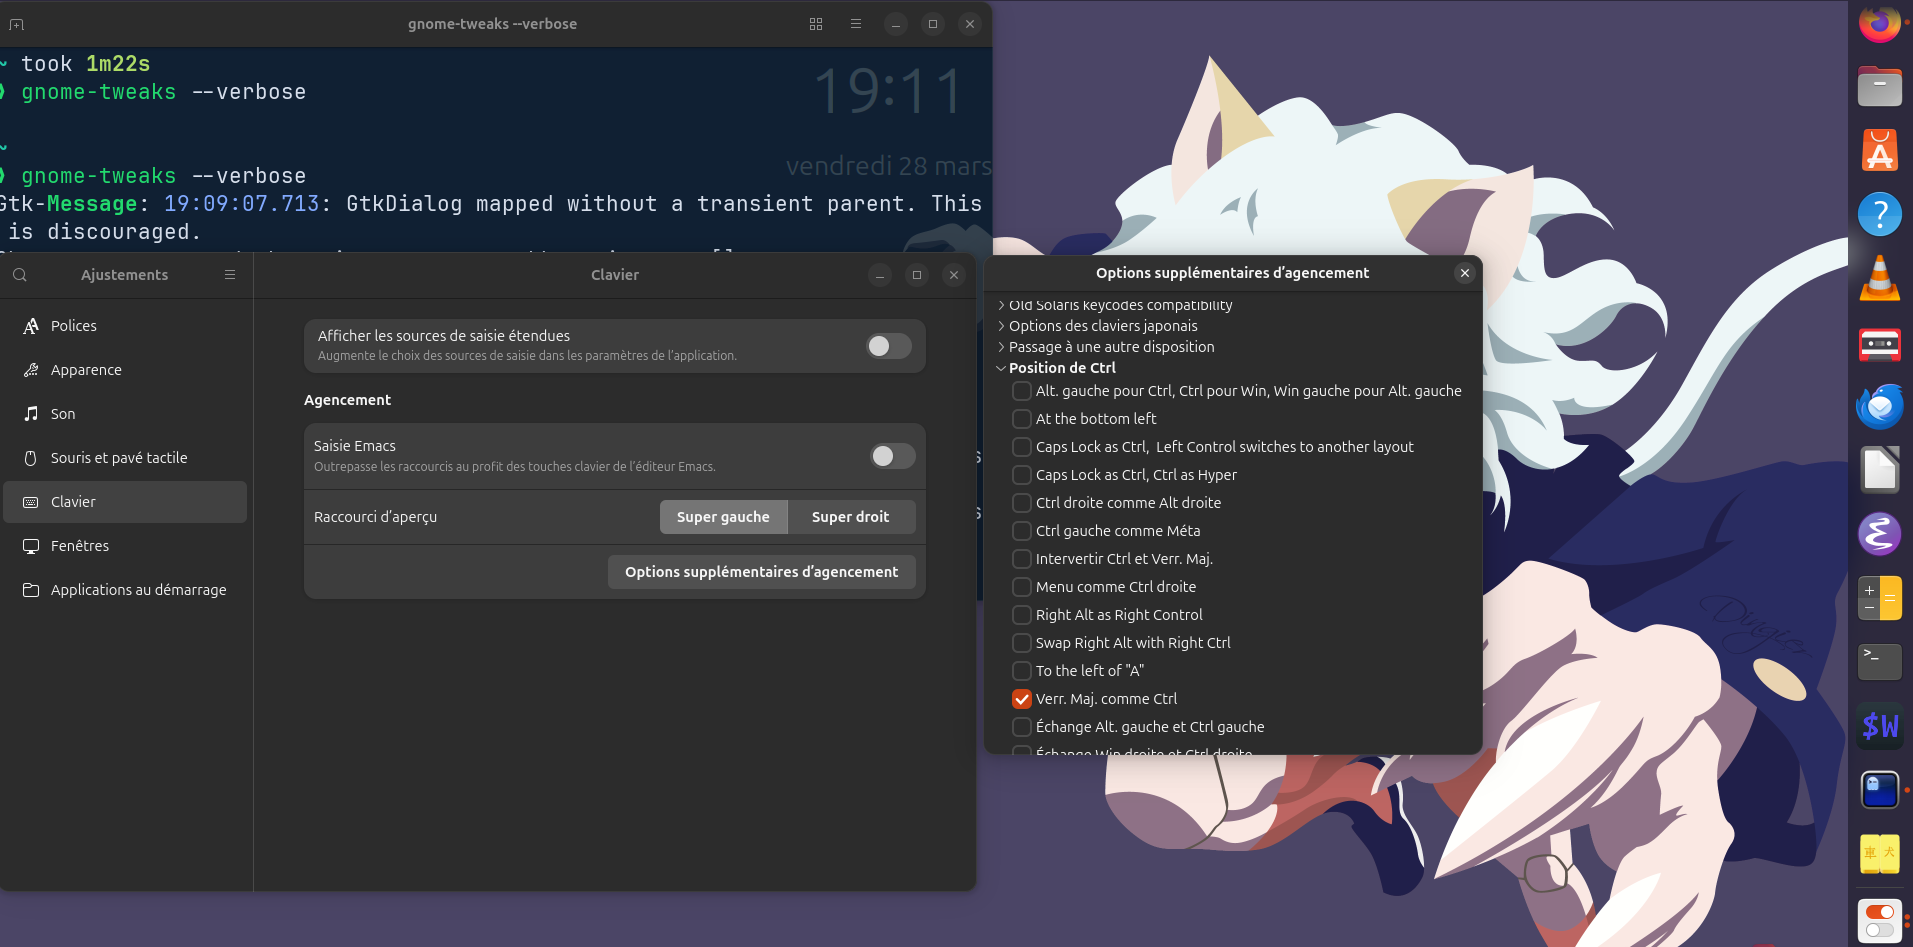 gnome-tweaks --verbose
~ took 1m22s
❯ gnome-tweaks --verbose
19:11
~
vendredi 28 mars
❯ gnome-tweaks --verbose
Gtk-Message: 19:09:07.713: GtkDialog mapped without a transient parent. This
is discouraged.
Ajustements
Polices
Apparence
Son
Souris et pavé tactile
Clavier
Fenêtres
Applications au démarrage
Clavier
Afficher les sources de saisie étendues
Augmente le choix des sources de saisie dans les paramètres de l’application.
Agencement
Saisie Emacs
Outrepasse les raccourcis au profit des touches clavier de l’éditeur Emacs.
Raccourci d’aperçu
Super gauche
Super droit
Options supplémentaires d’agencement
Options supplémentaires d’agencement
Old Solaris keycodes compatibility
Options des claviers japonais
Passage à une autre disposition
Position de Ctrl
Alt. gauche pour Ctrl, Ctrl pour Win, Win gauche pour Alt. gauche
At the bottom left
Caps Lock as Ctrl, Left Control switches to another layout
Caps Lock as Ctrl, Ctrl as Hyper
Ctrl droite comme Alt droite
Ctrl gauche comme Méta
Intervertir Ctrl et Verr. Maj.
Menu comme Ctrl droite
Right Alt as Right Control
Swap Right Alt with Right Ctrl
To the left of "A"
Verr. Maj. comme Ctrl
Échange Alt. gauche et Ctrl gauche
Échange Win droite et Ctrl droite
$W
車 犬